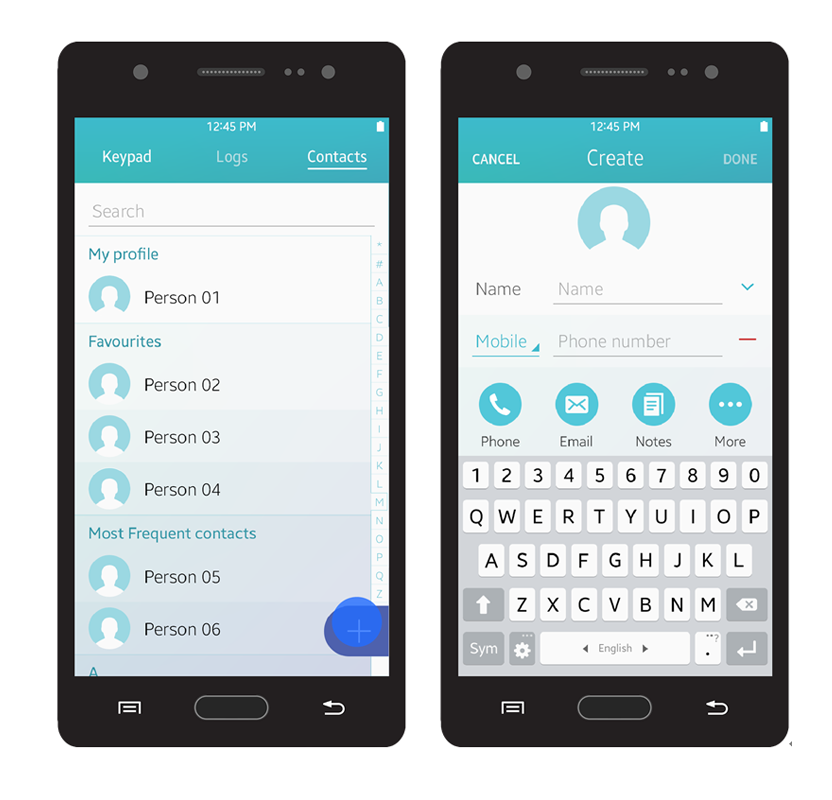 12:45 PM
Keypad Logs Contacts
Search
My profile
Person 01
Favourites
Person 02
Person 03
Person 04
Most Frequent contacts
Person 05
Person 06
A
*
#
A
B
C
D
E
F
G
H
I
J
K
L
M
N
O
P
Q
Z
12:45 PM
CANCEL Create DONE
Name Name
Mobile Phone number
Phone Email Notes More
1 2 3 4 5 6 7 8 9 0
Q W E R T Y U I O P
A S D F G H J K L
Z X C V B N M
Sym English . ,,?